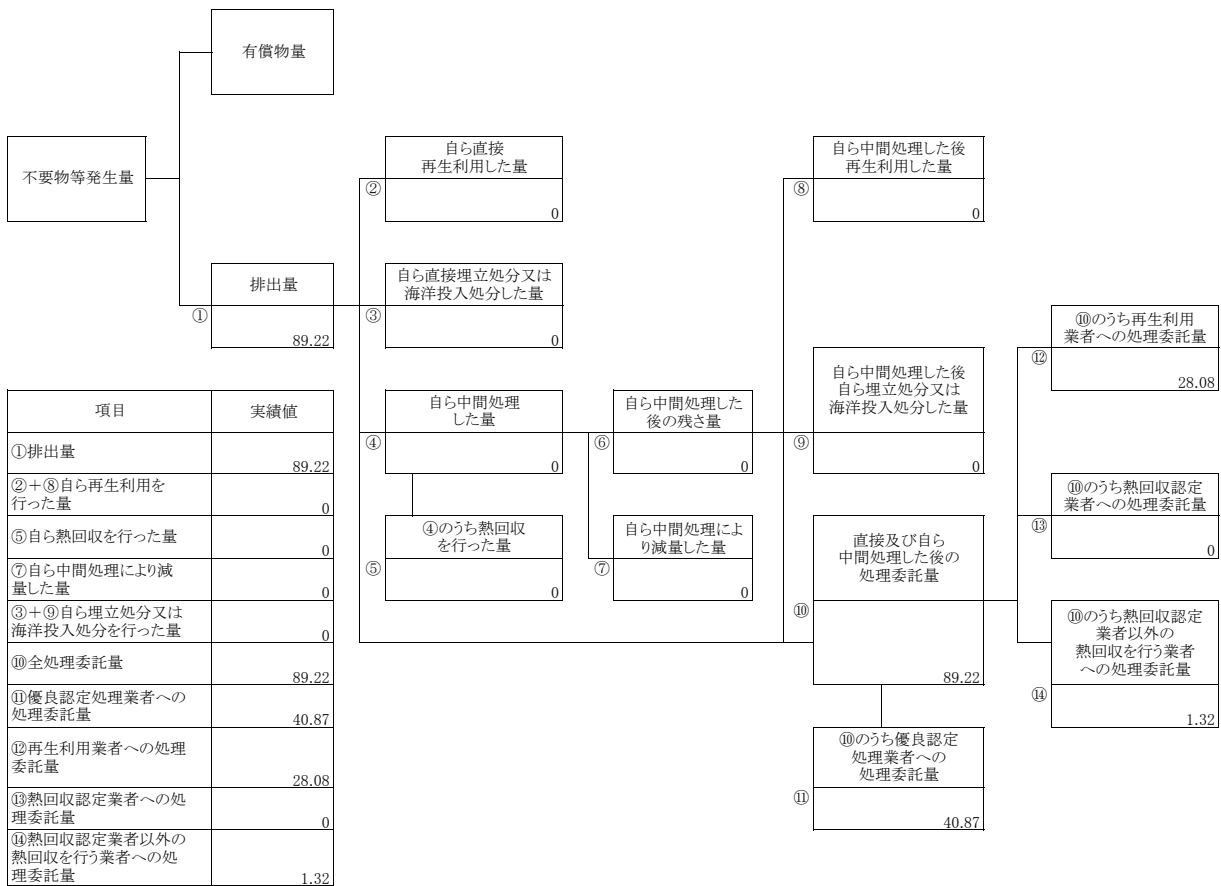 有償物量
不要物等発生量
排出量
①
89.22
自ら直接
再生利用した量
②
0
自ら直接埋立処分又は
海洋投入処分した量
③
0
自ら中間処理
した量
④
0
④のうち熱回収
を行った量
⑤
0
自ら中間処理した
後の残さ量
⑥
0
自ら中間処理によ
り減量した量
⑦
0
自ら中間処理した後
再生利用した量
⑧
0
自ら中間処理した後
自ら埋立処分又は
海洋投入処分した量
⑨
0
直接及び自ら
中間処理した後の
処理委託量
⑩
89.22
⑩のうち優良認定
処理業者への
処理委託量
⑪
40.87
⑩のうち再生利用
業者への処理委託量
⑫
28.08
⑩のうち熱回収認定
業者への処理委託量
⑬
0
⑩のうち熱回収認定
業者以外の
熱回収を行う業者
への処理委託量
⑭
1.32
項目 実績値
①排出量
89.22
②+⑧自ら再生利用を
行った量
0
⑤自ら熱回収を行った量
0
⑦自ら中間処理により減
量した量
0
③+⑨自ら埋立処分又は
海洋投入処分を行った量
0
⑩全処理委託量
89.22
⑪優良認定処理業者への
処理委託量
40.87
⑫再生利用業者への処理
委託量
28.08
⑬熱回収認定業者への処
理委託量
0
⑭熱回収認定業者以外の
熱回収を行う業者への処
理委託量
1.32